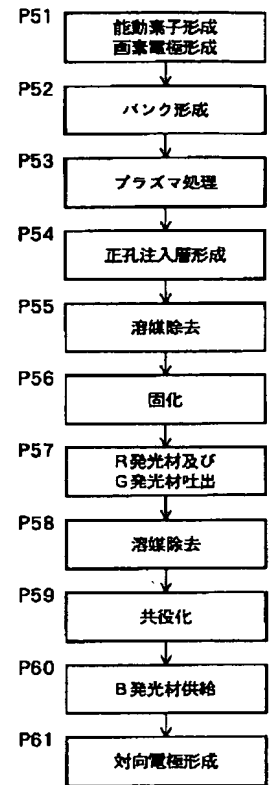 P51
能動素子形成
画素電極形成
P52
バンク形成
P53
プラズマ処理
P54
正孔注入層形成
P55
溶媒除去
P56
固化
P57
R発光材及び
G発光材吐出
P58
溶媒除去
P59
共役化
P60
B発光材供給
P61
対向電極形成